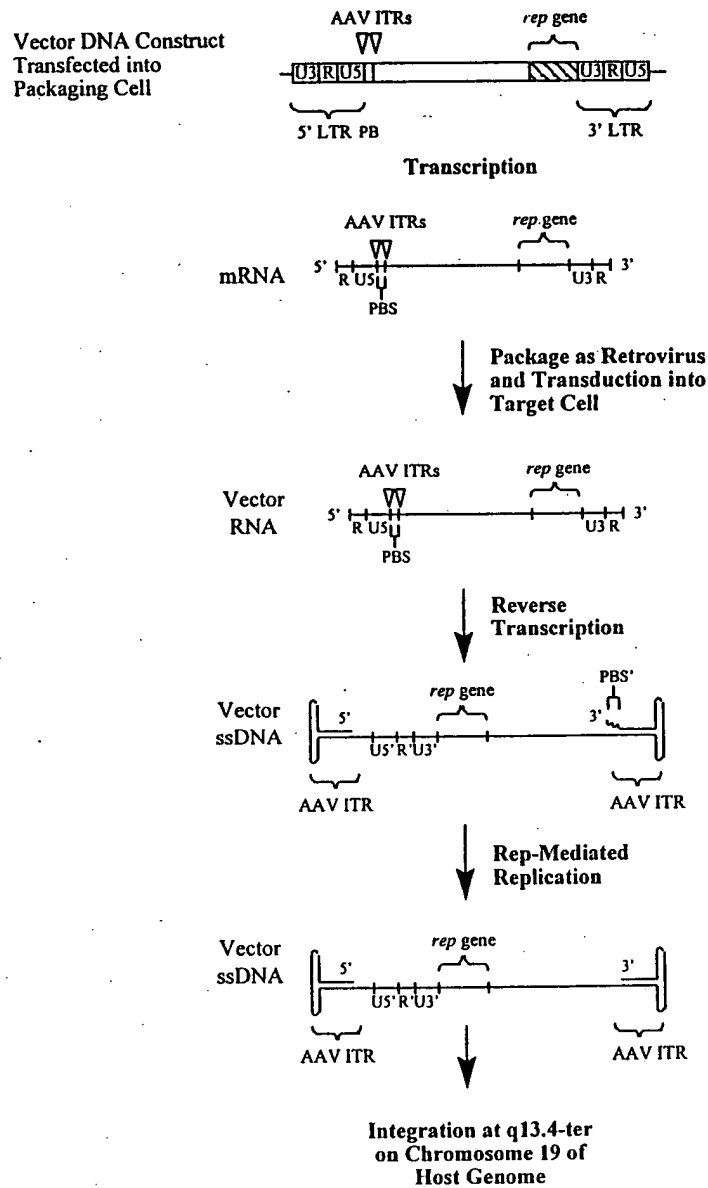 Vector DNA Construct
Transfected into
Packaging Cell
AAV ITRs
rep gene
U3 R U5
U3 R U5
5' LTR PB
3' LTR
Transcription
AAV ITRs
rep gene
mRNA
5'
3'
R U5
U3 R
PBS
Package as Retrovirus
and Transduction into
Target Cell
AAV ITRs
rep gene
Vector
RNA
5'
3'
R U5
U3 R
PBS
Reverse
Transcription
PBS'
rep gene
Vector
ssDNA
5'
3'
U5' R' U3'
AAV ITR
AAV ITR
Rep-Mediated
Replication
rep gene
Vector
ssDNA
5'
3'
U5' R' U3'
AAV ITR
AAV ITR
Integration at q13.4-ter
on Chromosome 19 of
Host Genome